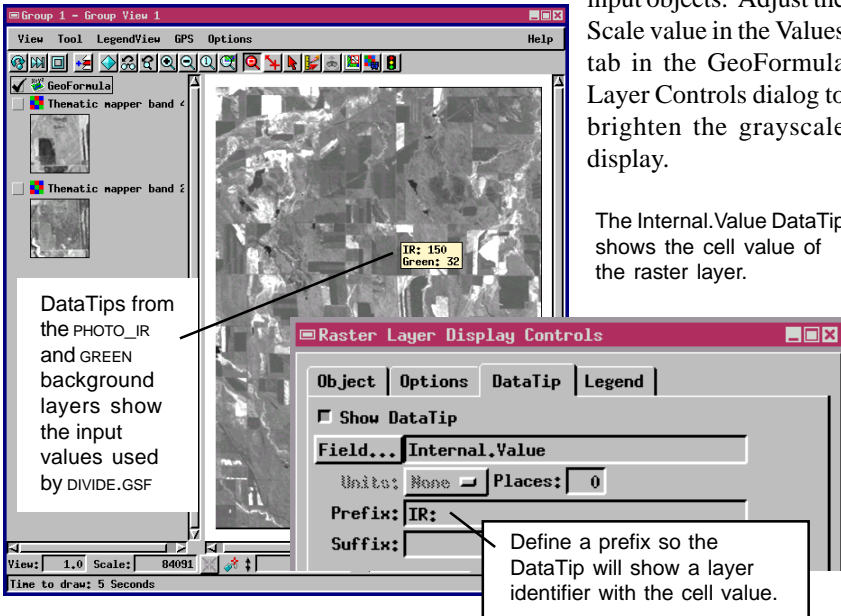 Group 1 - Group View 1
View Tool LegendView GPS Options Help
GeoFormula
Thematic mapper band 4
Thematic mapper band 2
IR: 150
Green: 32
DataTips from
the PHOTO_IR
and GREEN
background
layers show
the input
values used
by DIVIDE.GSF
View: 1.0 Scale: 84091
Time to draw: 5 Seconds
input objects. Adjust the
Scale value in the Values
tab in the GeoFormula
Layer Controls dialog to
brighten the grayscale
display.
The Internal.Value DataTip
shows the cell value of
the raster layer.
Raster Layer Display Controls
Object Options DataTip Legend
Show DataTip
Field... Internal.Value
Units: None Places: 0
Prefix: IR:
Suffix:
Define a prefix so the
DataTip will show a layer
identifier with the cell value.